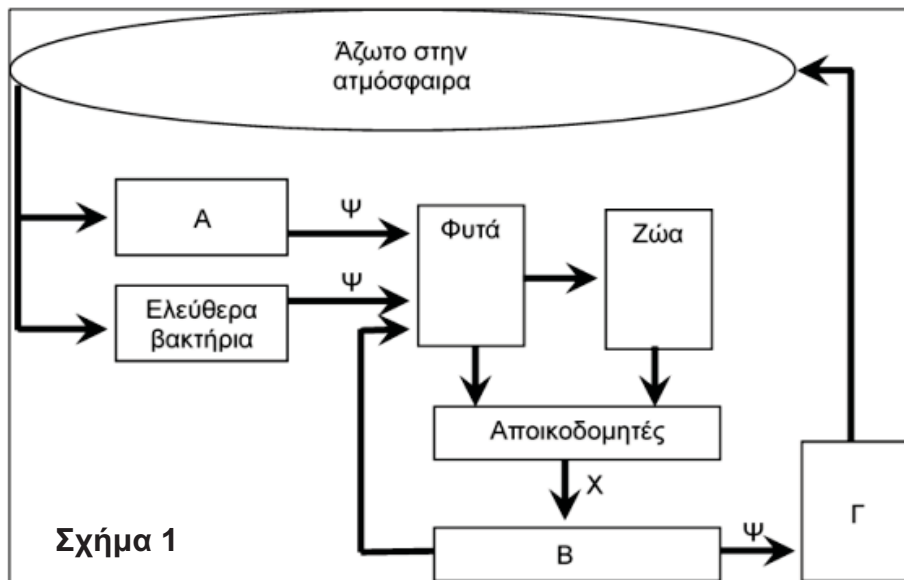 Άζωτο στην
ατμόσφαιρα
Α
Ψ
Φυτά
Ζώα
Ελεύθερα
βακτήρια
Ψ
Αποικοδομητές
Χ
Β
Ψ
Γ
Σχήμα 1